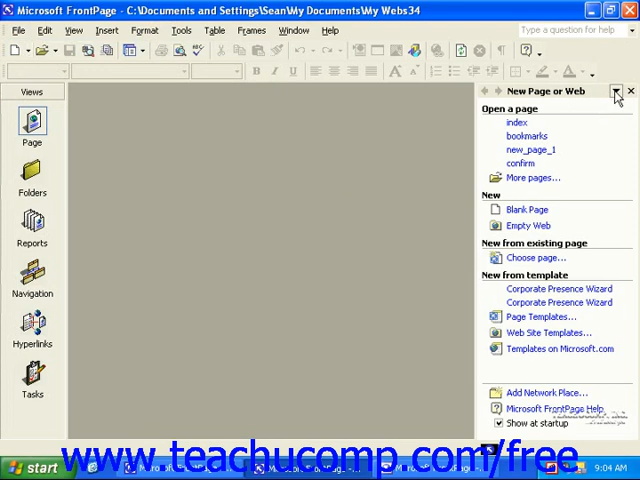 Microsoft FrontPage - C:\Documents and Settings\Sean\My Documents\My Webs34
File Edit View Insert Format Tools Table Frames Window Help
Type a question for help
Views
New Page or Web
Open a page
index
bookmarks
new_page_1
confirm
More pages...
New
Blank Page
Empty Web
New from existing page
Choose page...
New from template
Corporate Presence Wizard
Corporate Presence Wizard
Page Templates...
Web Site Templates...
Templates on Microsoft.com
Add Network Place...
Microsoft FrontPage Help
Show at startup
Page
Folders
Reports
Navigation
Hyperlinks
Tasks
www.teachucomp.com/free
start
9:04 AM